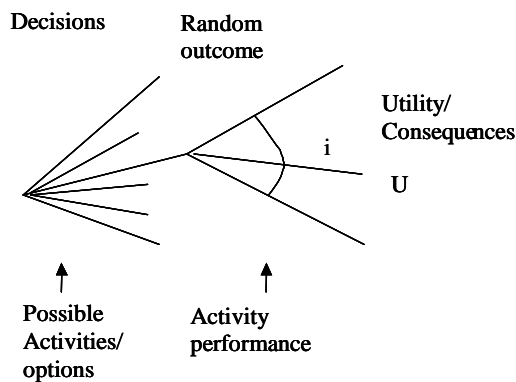 Decisions
Random
outcome
Utility/
Consequences
i
U
Possible
Activities/
options
Activity
performance